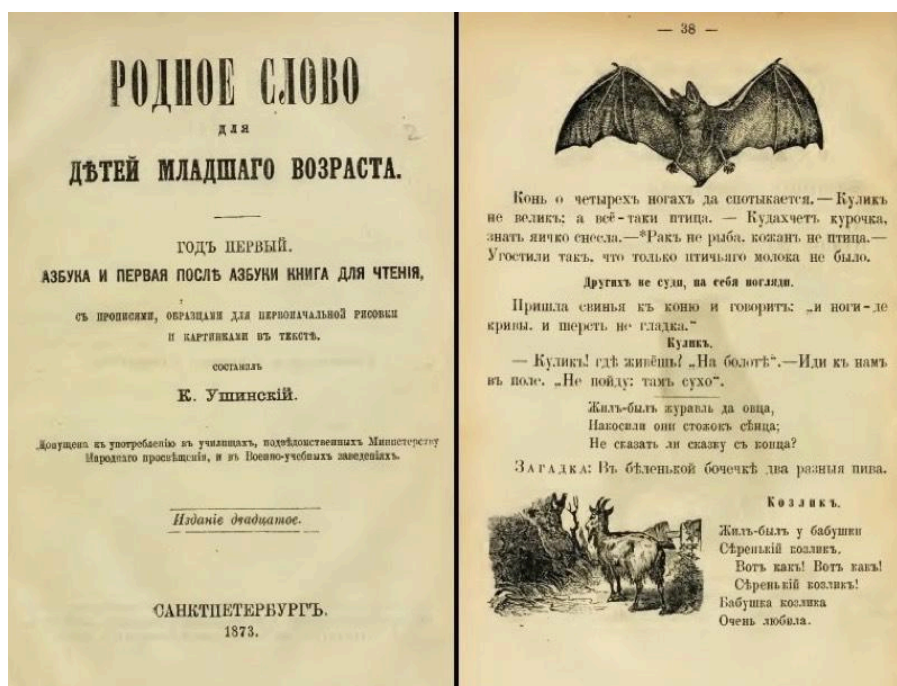 РОДНОЕ СЛОВО
ДЛЯ
ДѢТЕЙ МЛАДШАГО ВОЗРАСТА.
ГОДЪ ПЕРВЫЙ.
АЗБУКА И ПЕРВАЯ ПОСЛѢ АЗБУКИ КНИГА ДЛЯ ЧТЕНІЯ,
СЪ ПРОПИСЯМИ, ОБРАЗЦАМИ ДЛЯ ПЕРВОНАЧАЛЬНОЙ РИСОВКИ
И КАРТИНКАМИ ВЪ ТЕКСТѢ.
СОСТАВИЛЪ
К. Ушинскій.
Допущена къ употребленію въ училищахъ, подвѣдомственныхъ Министерству
Народнаго просвѣщенія, и въ Военно-учебныхъ заведеніяхъ.
Изданіе двадцатое.
САНКТПЕТЕРБУРГЪ.
1873.
— 38 —
Конь о четырехъ ногахъ да спотыкается. — Куликъ
не великъ; а всё-таки птица. — Кудахчетъ курочка,
знать яичко снесла. — *Ракъ не рыба, кожанъ не птица. —
Угостили такъ, что только птичьяго молока не было.
Другихъ не суди, на себя погляди.
Пришла свинья къ коню и говоритъ: „и ноги-де
кривы, и шерсть не гладка."
Куликъ.
— Куликъ! гдѣ живёшь? „На болотѣ". — Иди къ намъ
въ поле. „Не пойду: тамъ сухо".
Жилъ-былъ журавль да овца,
Накосили они стожокъ сѣнца;
Не сказать ли сказку съ конца?
ЗАГАДКА: Въ бѣленькой бочечкѣ два разныя пива.
Козликъ.
Жилъ-былъ у бабушки
Сѣренькій козликъ,
Вотъ какъ! Вотъ какъ!
Сѣренькій козликъ!
Бабушка козлика
Очень любила.